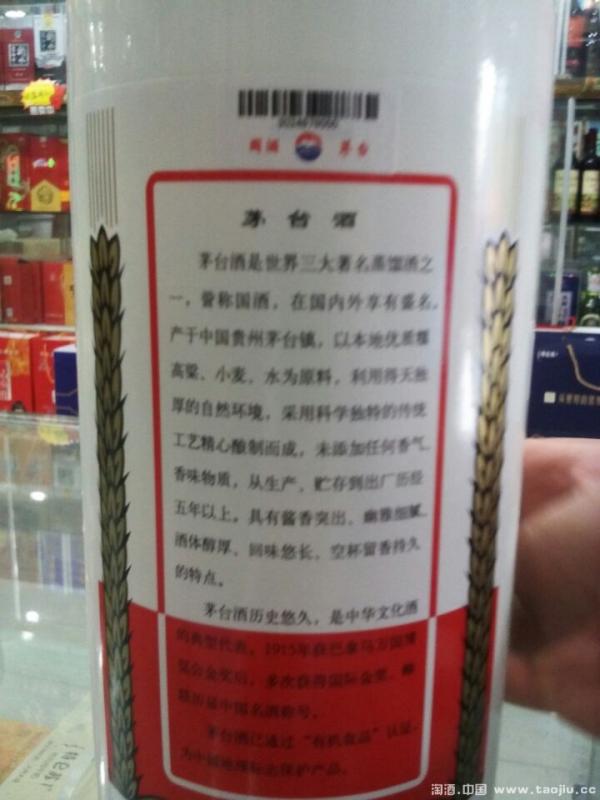 国酒 茅台
茅台酒
茅台酒是世界三大著名蒸馏酒之
一，誉称国酒，在国内外享有盛名，
产于中国贵州茅台镇，以本地优质糯
高粱、小麦、水为原料，利用得天独
厚的自然环境，采用科学独特的传统
工艺精心酿制而成，未添加任何香气、
香味物质，从生产、贮存到出厂历经
五年以上。具有酱香突出、幽雅细腻、
酒体醇厚、回味悠长、空杯留香持久
的特点。
茅台酒历史悠久，是中华文化酒
的典型代表，1915年获巴拿马万国博
览会金奖后，多次获得国际金奖，蝉
联历届中国名酒称号。
茅台酒已通过“有机食品”认证，
为中国地理标志保护产品。
淘酒.中国 www.taojiu.cc